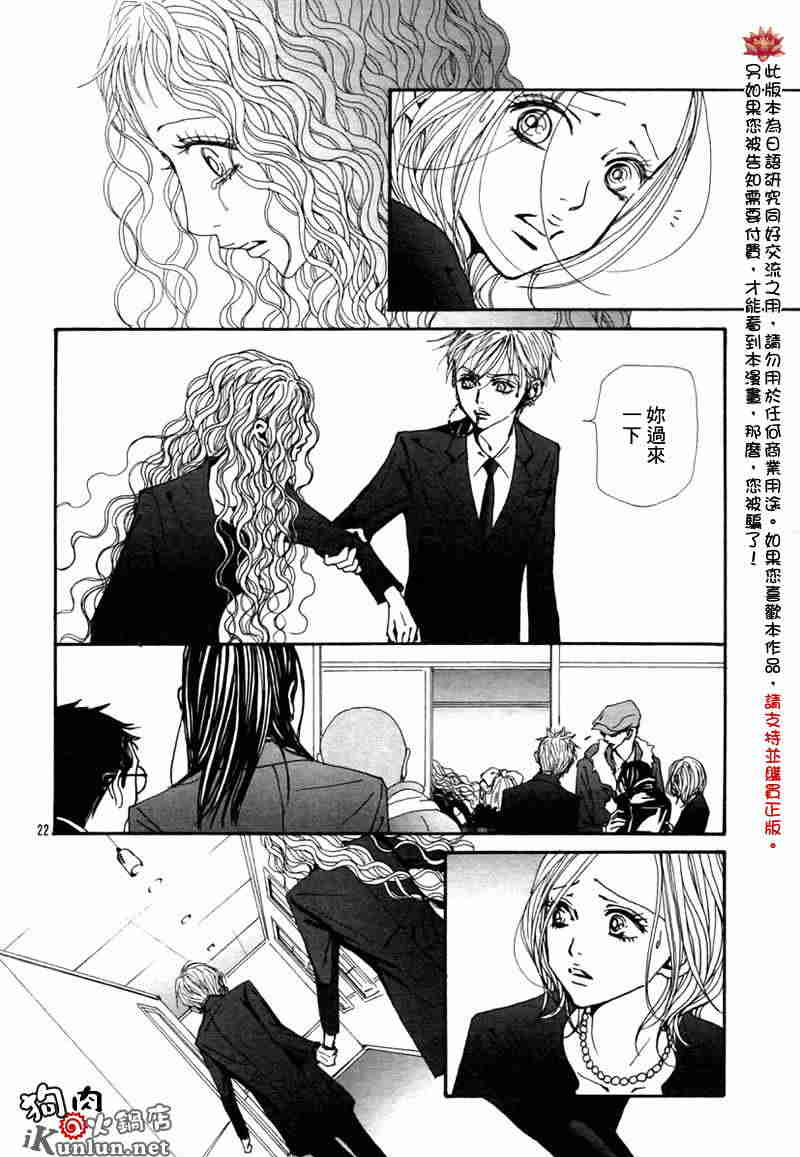 此版本為日語研究同好交流之用，請勿用於任何商業用途。如果您喜歡本作品，請支持並購買正版。
另如果您被告知需要付費，才能看到本漫畫，那麼，您被騙了！
妳過來
一下
22
狗肉
火鍋店
iKunlun.net